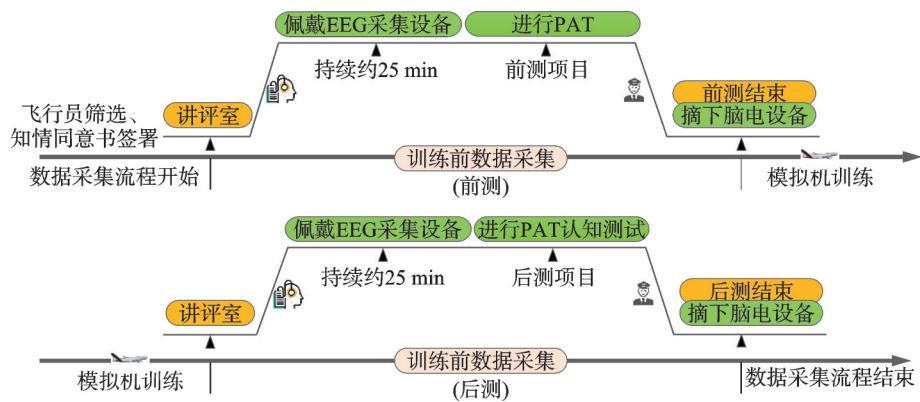 佩戴EEG采集设备
进行PAT
持续约25 min
前测项目
飞行员筛选、
知情同意书签署
讲评室
前测结束
摘下脑电设备
训练前数据采集
(前测)
数据采集流程开始
模拟机训练
佩戴EEG采集设备
进行PAT认知测试
持续约25 min
后测项目
讲评室
后测结束
摘下脑电设备
训练前数据采集
(后测)
模拟机训练
数据采集流程结束